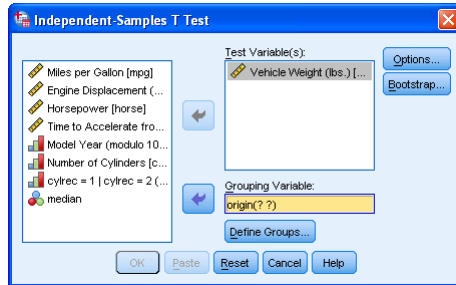 Independent-Samples T Test
Miles per Gallon [mpg]
Engine Displacement (...
Horsepower [horse]
Time to Accelerate fro...
Model Year (modulo 10...
Number of Cylinders [c...
cylrec = 1 | cylrec = 2 (...
median
Test Variable(s):
Vehicle Weight (lbs.) [...
Grouping Variable:
origin(? ?)
Define Groups...
Options...
Bootstrap...
OK Paste Reset Cancel Help